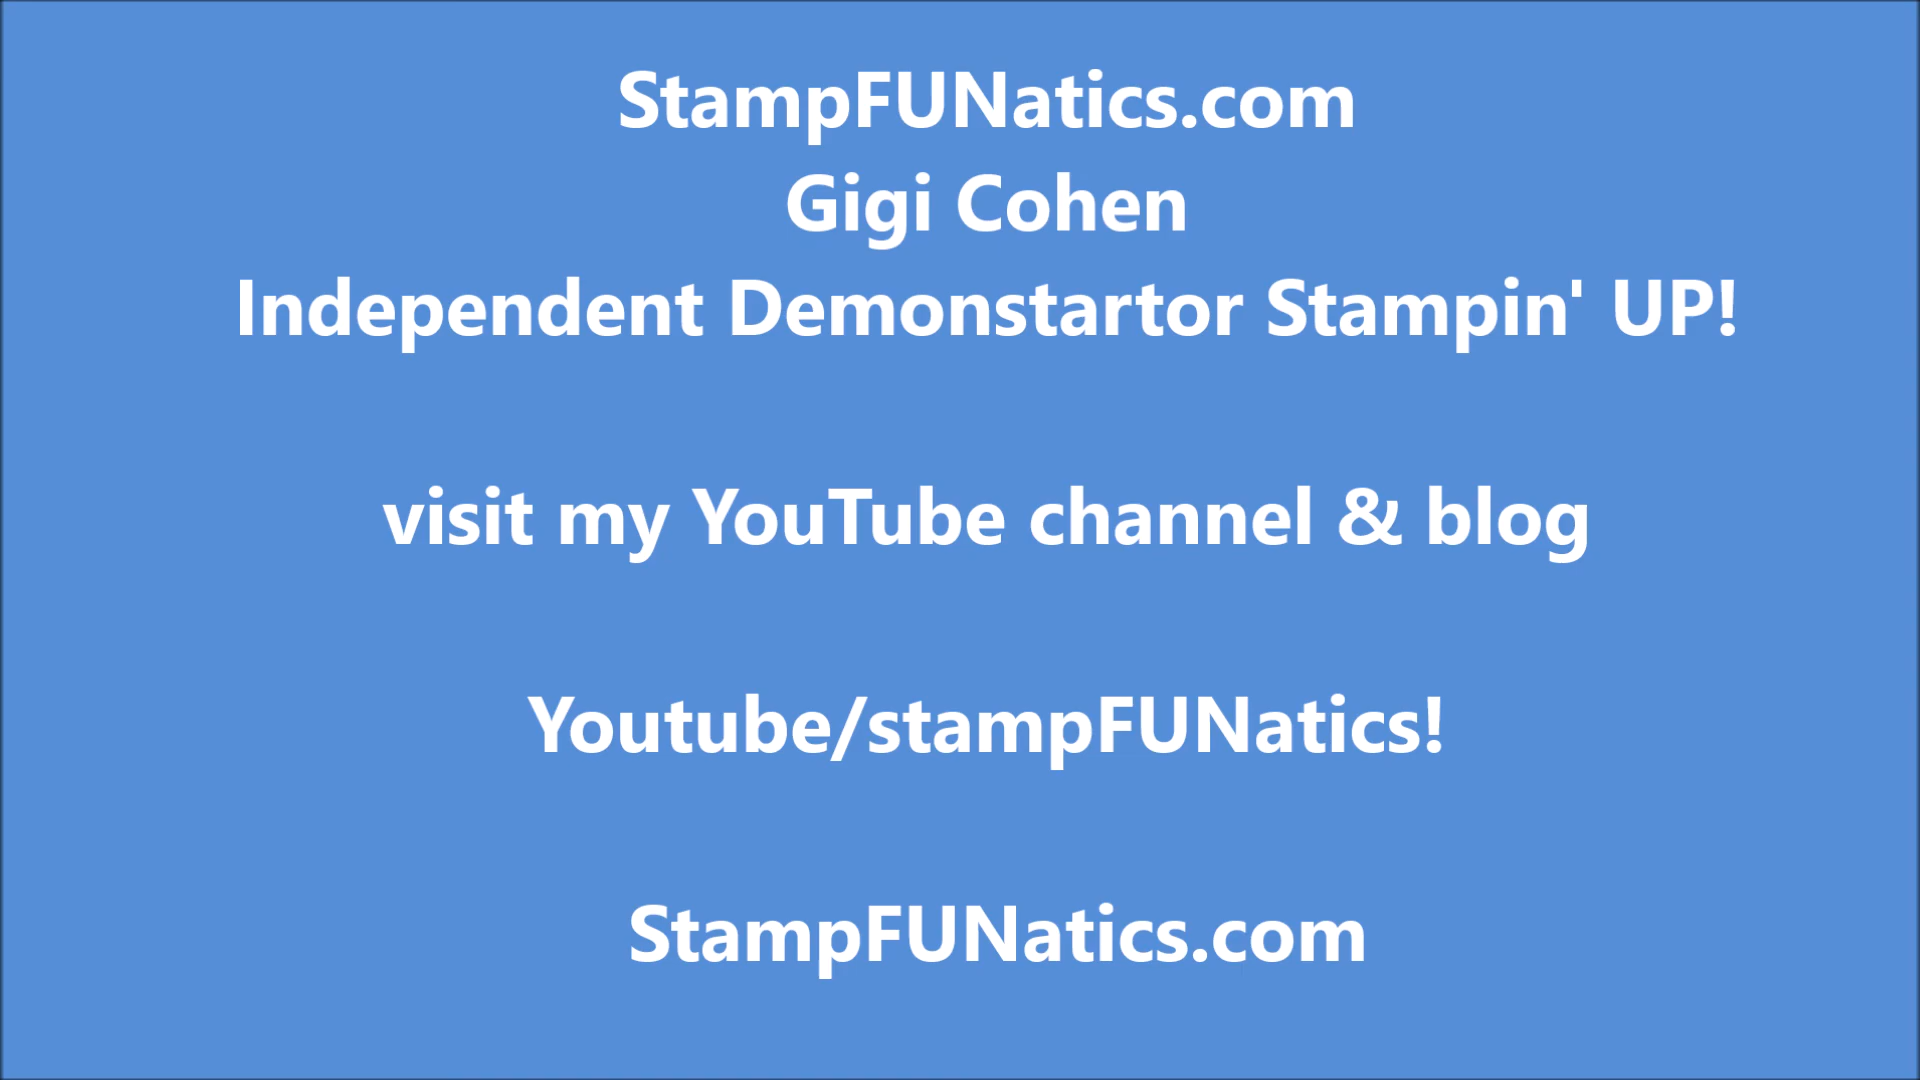 StampFUNatics.com
Gigi Cohen
Independent Demonstartor Stampin' UP!
visit my YouTube channel & blog
Youtube/stampFUNatics!
StampFUNatics.com